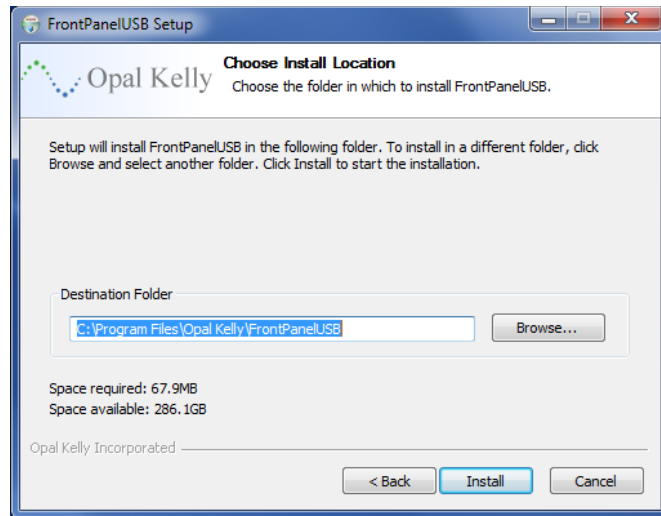 FrontPanelUSB Setup
Opal Kelly
Choose Install Location
Choose the folder in which to install FrontPanelUSB.
Setup will install FrontPanelUSB in the following folder. To install in a different folder, click
Browse and select another folder. Click Install to start the installation.
Destination Folder
C:\Program Files\Opal Kelly\FrontPanelUSB
Browse...
Space required: 67.9MB
Space available: 286.1GB
Opal Kelly Incorporated
< Back
Install
Cancel